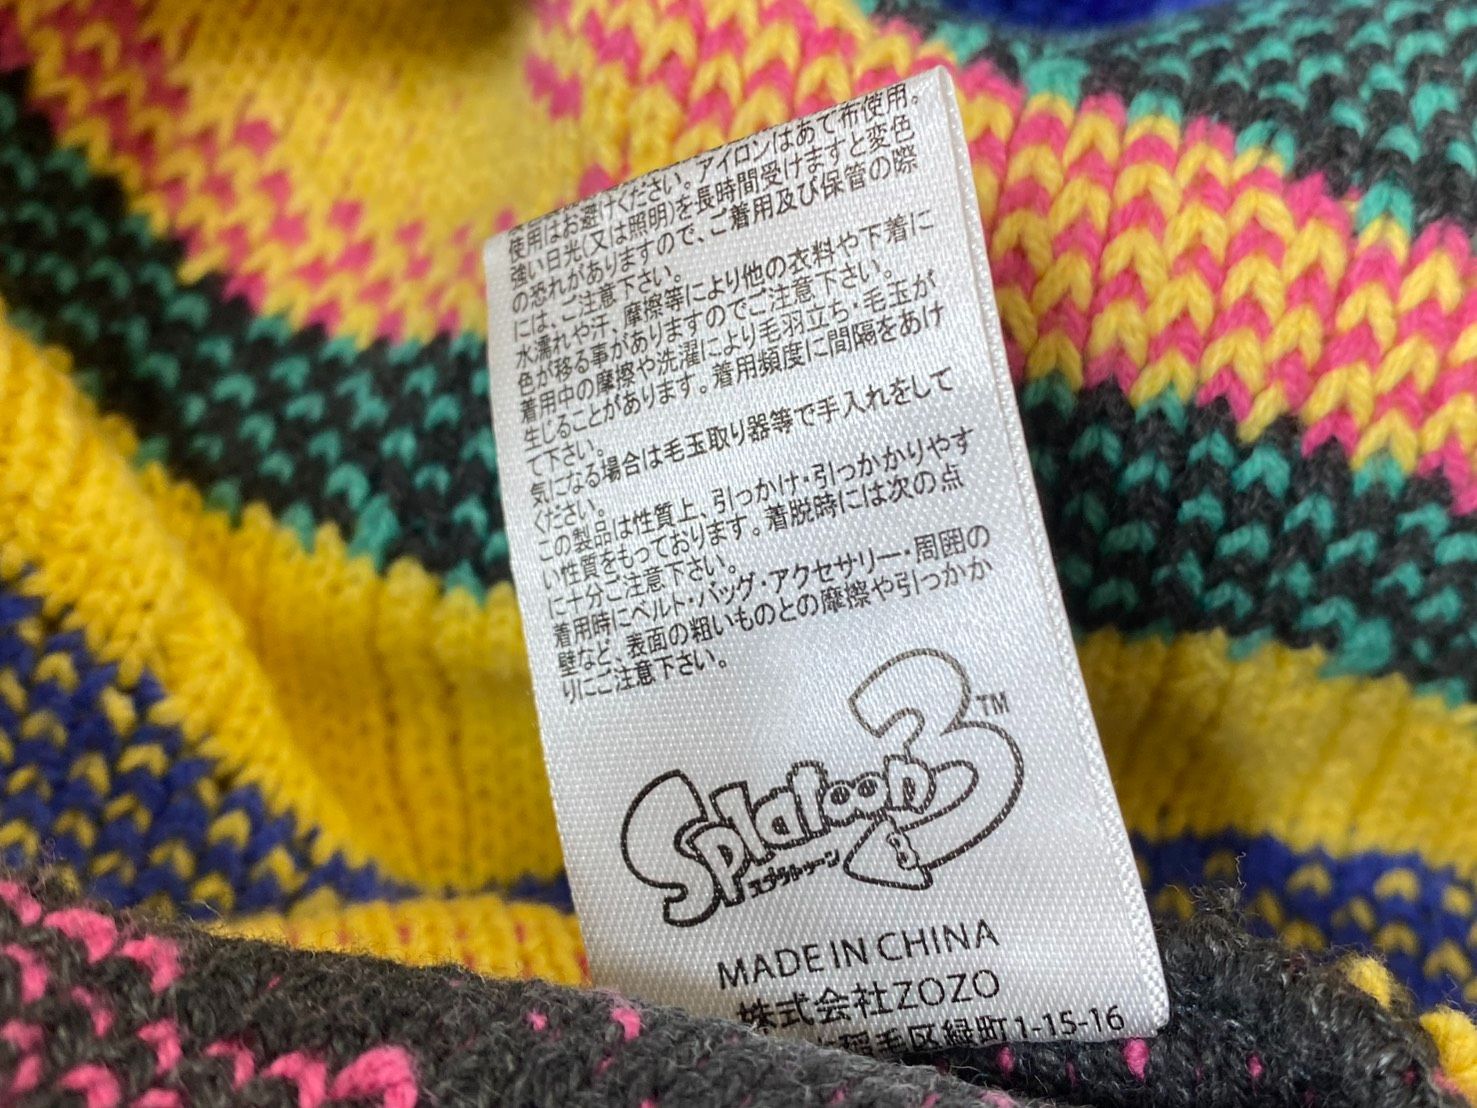 使用はお避けください。アイロンはあて布使用。
強い日光(又は照明)を長時間受けますと変色
の恐れがありますので、ご着用及び保管の際
には、ご注意下さい。
水濡れや汗、摩擦等により他の衣料や下着に
色が移る事がありますのでご注意下さい。
着用中の摩擦や洗濯により毛羽立ち・毛玉が
生じることがあります。着用頻度に間隔をあけ
て下さい。
気になる場合は毛玉取り器等で手入れをして
ください。
この製品は性質上、引っかけ・引っかかりやす
い性質をもっております。着脱時には次の点
に十分ご注意下さい。
着用時にベルト・バッグ・アクセサリー・周囲の
壁など、表面の粗いものとの摩擦や引っかか
りにご注意下さい。
Splatoon 3™
スプラトゥーン
MADE IN CHINA
株式会社ZOZO
稲毛区緑町1-15-16